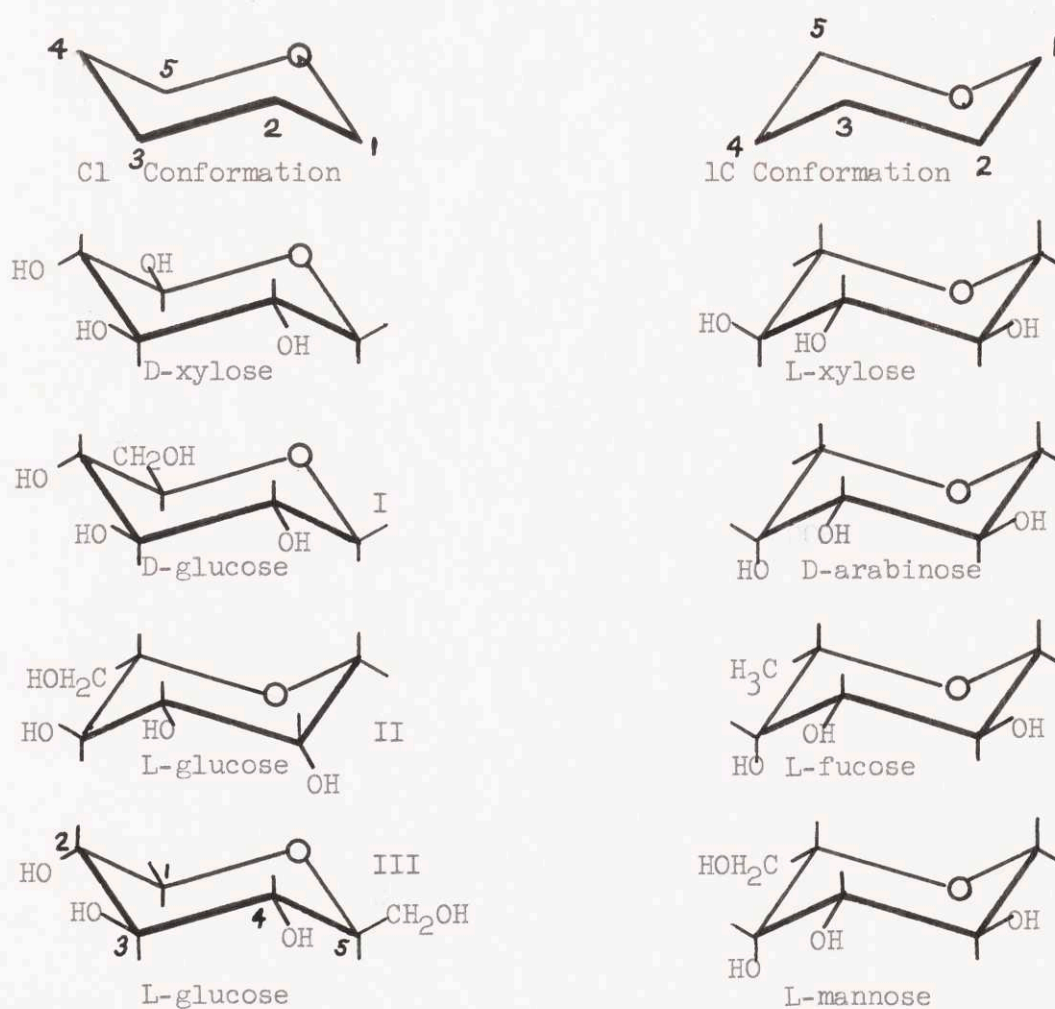 4 5 O
5 O 1
3 2 1
4 3 2
C1 Conformation
1C Conformation
HO OH O
HO OH
D-xylose
O
HO HO OH
L-xylose
HO CH2OH O
HO OH I
D-glucose
O
OH OH
HO D-arabinose
HOH2C O
HO HO II
L-glucose OH
H3C O
OH OH
HO L-fucose
2 1 O III
HO HO CH2OH
3 4 OH 5
L-glucose
HOH2C O
OH OH
HO
L-mannose